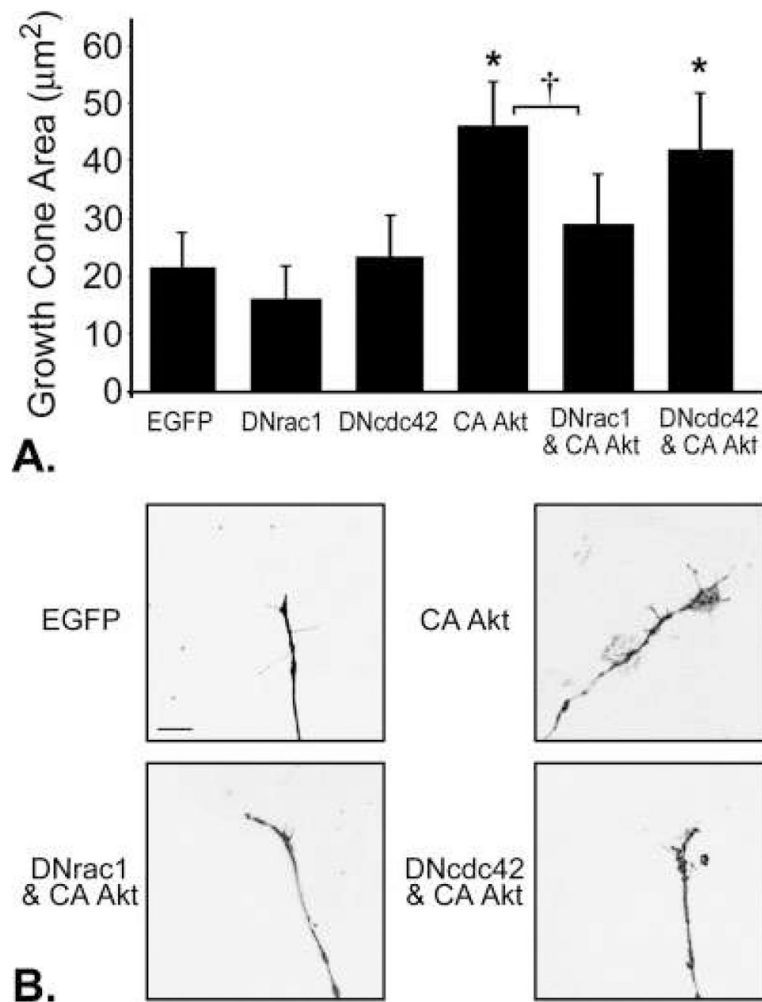 Growth Cone Area (μm²)
60
50
40
30
20
10
0
*
†
*
EGFP DNrac1 DNcdc42 CA Akt DNrac1 & CA Akt DNcdc42 & CA Akt
A.
EGFP
CA Akt
DNrac1
& CA Akt
DNcdc42
& CA Akt
B.